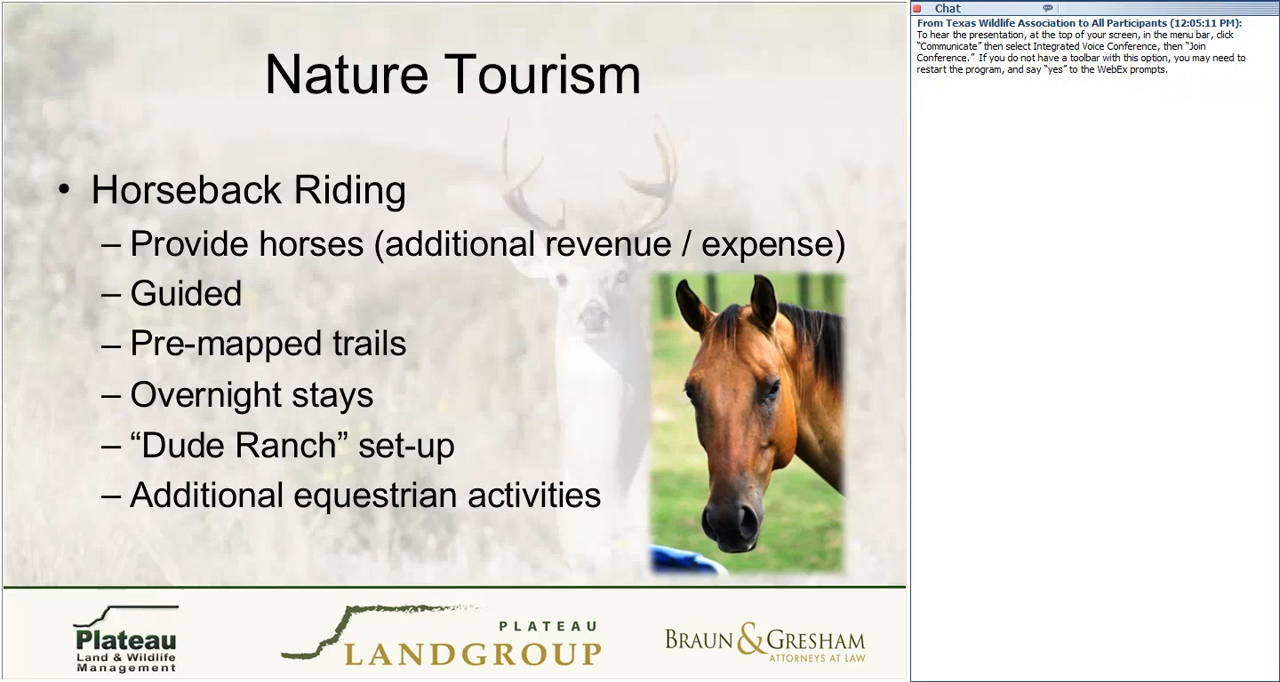 Nature Tourism
• Horseback Riding
– Provide horses (additional revenue / expense)
– Guided
– Pre-mapped trails
– Overnight stays
– “Dude Ranch” set-up
– Additional equestrian activities
Plateau
Land & Wildlife
Management
PLATEAU
LANDGROUP
BRAUN & GRESHAM
ATTORNEYS AT LAW
Chat
From Texas Wildlife Association to All Participants (12:05:11 PM):
To hear the presentation, at the top of your screen, in the menu bar, click
“Communicate” then select Integrated Voice Conference, then “Join
Conference.” If you do not have a toolbar with this option, you may need to
restart the program, and say “yes” to the WebEx prompts.